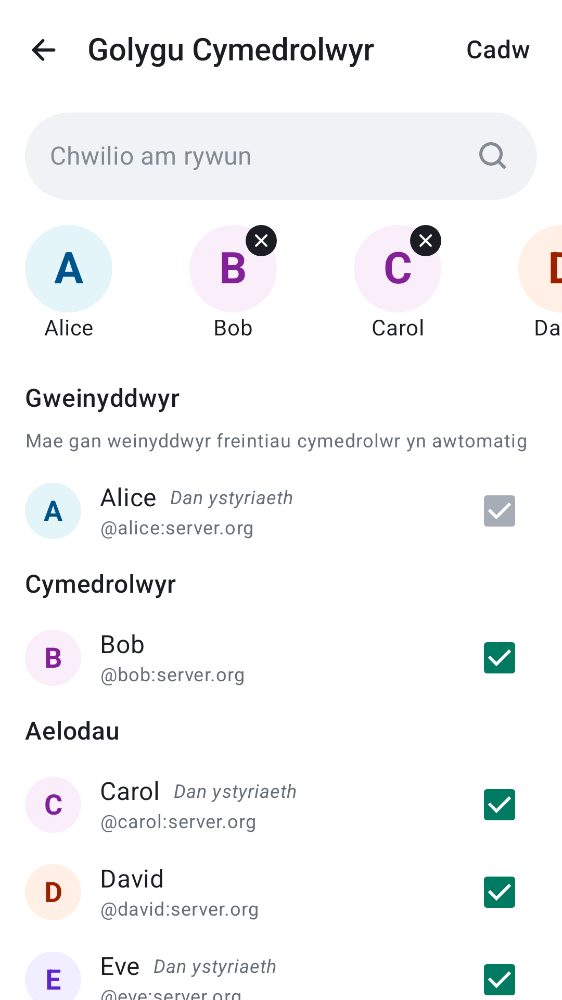 Golygu Cymedrolwyr
Cadw
Chwilio am rywun
A
B
C
D
Alice
Bob
Carol
Da
Gweinyddwyr
Mae gan weinyddwyr freintiau cymedrolwr yn awtomatig
A
Alice Dan ystyriaeth
@alice:server.org
Cymedrolwyr
B
Bob
@bob:server.org
Aelodau
C
Carol Dan ystyriaeth
@carol:server.org
D
David
@david:server.org
E
Eve Dan ystyriaeth
@eve:server.org